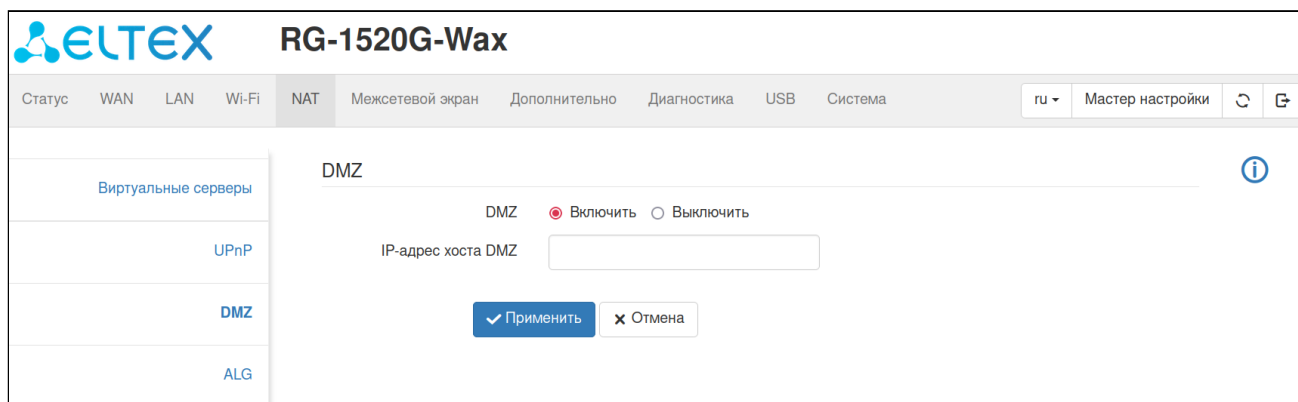 ELTEX RG-1520G-Wax
Статус WAN LAN Wi-Fi NAT Межсетевой экран Дополнительно Диагностика USB Система ru Мастер настройки
Виртуальные серверы
UPnP
DMZ
ALG
DMZ
DMZ Включить Выключить
IP-адрес хоста DMZ
Применить Отмена